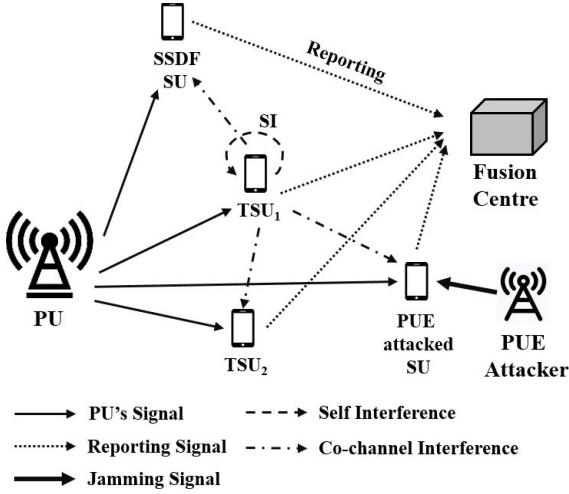 SSDF
SU
Reporting
SI
TSU₁
Fusion
Centre
PU
TSU₂
PUE
attacked
SU
PUE
Attacker
PU's Signal
Self Interference
Reporting Signal
Co-channel Interference
Jamming Signal